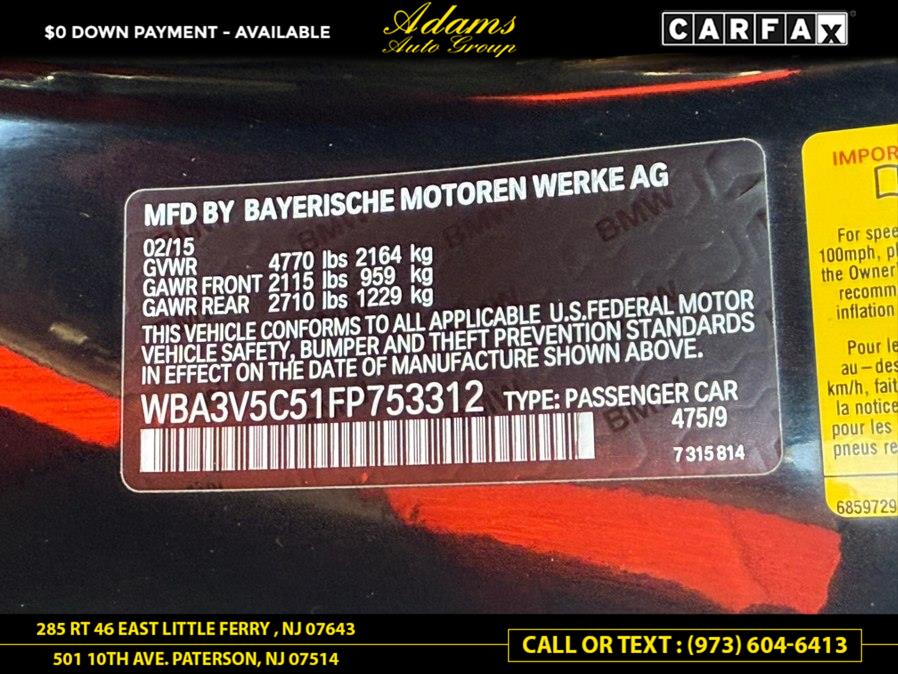 $0 DOWN PAYMENT - AVAILABLE
Adams
Auto Group
CARFAX
MFD BY BAYERISCHE MOTOREN WERKE AG
02/15
GVWR 4770 lbs 2164 kg
GAWR FRONT 2115 lbs 959 kg
GAWR REAR 2710 lbs 1229 kg
THIS VEHICLE CONFORMS TO ALL APPLICABLE U.S.FEDERAL MOTOR
VEHICLE SAFETY, BUMPER AND THEFT PREVENTION STANDARDS
IN EFFECT ON THE DATE OF MANUFACTURE SHOWN ABOVE.
WBA3V5C51FP753312 TYPE: PASSENGER CAR
475/9
7315814
BMW BMW BMW BMW
IMPOR
For spee
100mph, pl
the Owner'
recomm
inflation
Pour le
au-des
km/h, fait
la notice
pour les
pneus re
6859729
285 RT 46 EAST LITTLE FERRY , NJ 07643
501 10TH AVE. PATERSON, NJ 07514
CALL OR TEXT : (973) 604-6413